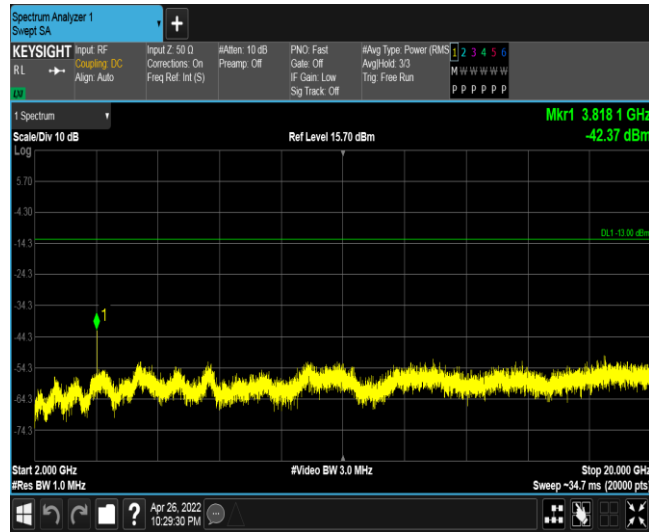 Spectrum Analyzer 1
Swept SA
KEYSIGHT Input: RF Input Z: 50 Ω #Atten: 10 dB PNO: Fast #Avg Type: Power (RMS 1 2 3 4 5 6
RL Coupling: DC Corrections: On Preamp: Off Gate: Off Avg|Hold: 3/3 M W W W W W
Align: Auto Freq Ref: Int (S) IF Gain: Low Trig: Free Run
Sig Track: Off P P P P P P
1 Spectrum Mkr1 3.818 1 GHz
Scale/Div 10 dB Ref Level 15.70 dBm -42.37 dBm
Log
5.70
-4.30
DL1 -13.00 dBm
-14.3
-24.3
-34.3
1
-44.3
-54.3
-64.3
-74.3
Start 2.000 GHz #Video BW 3.0 MHz Stop 20.000 GHz
#Res BW 1.0 MHz Sweep ~34.7 ms (20000 pts)
? Apr 26, 2022
10:29:30 PM